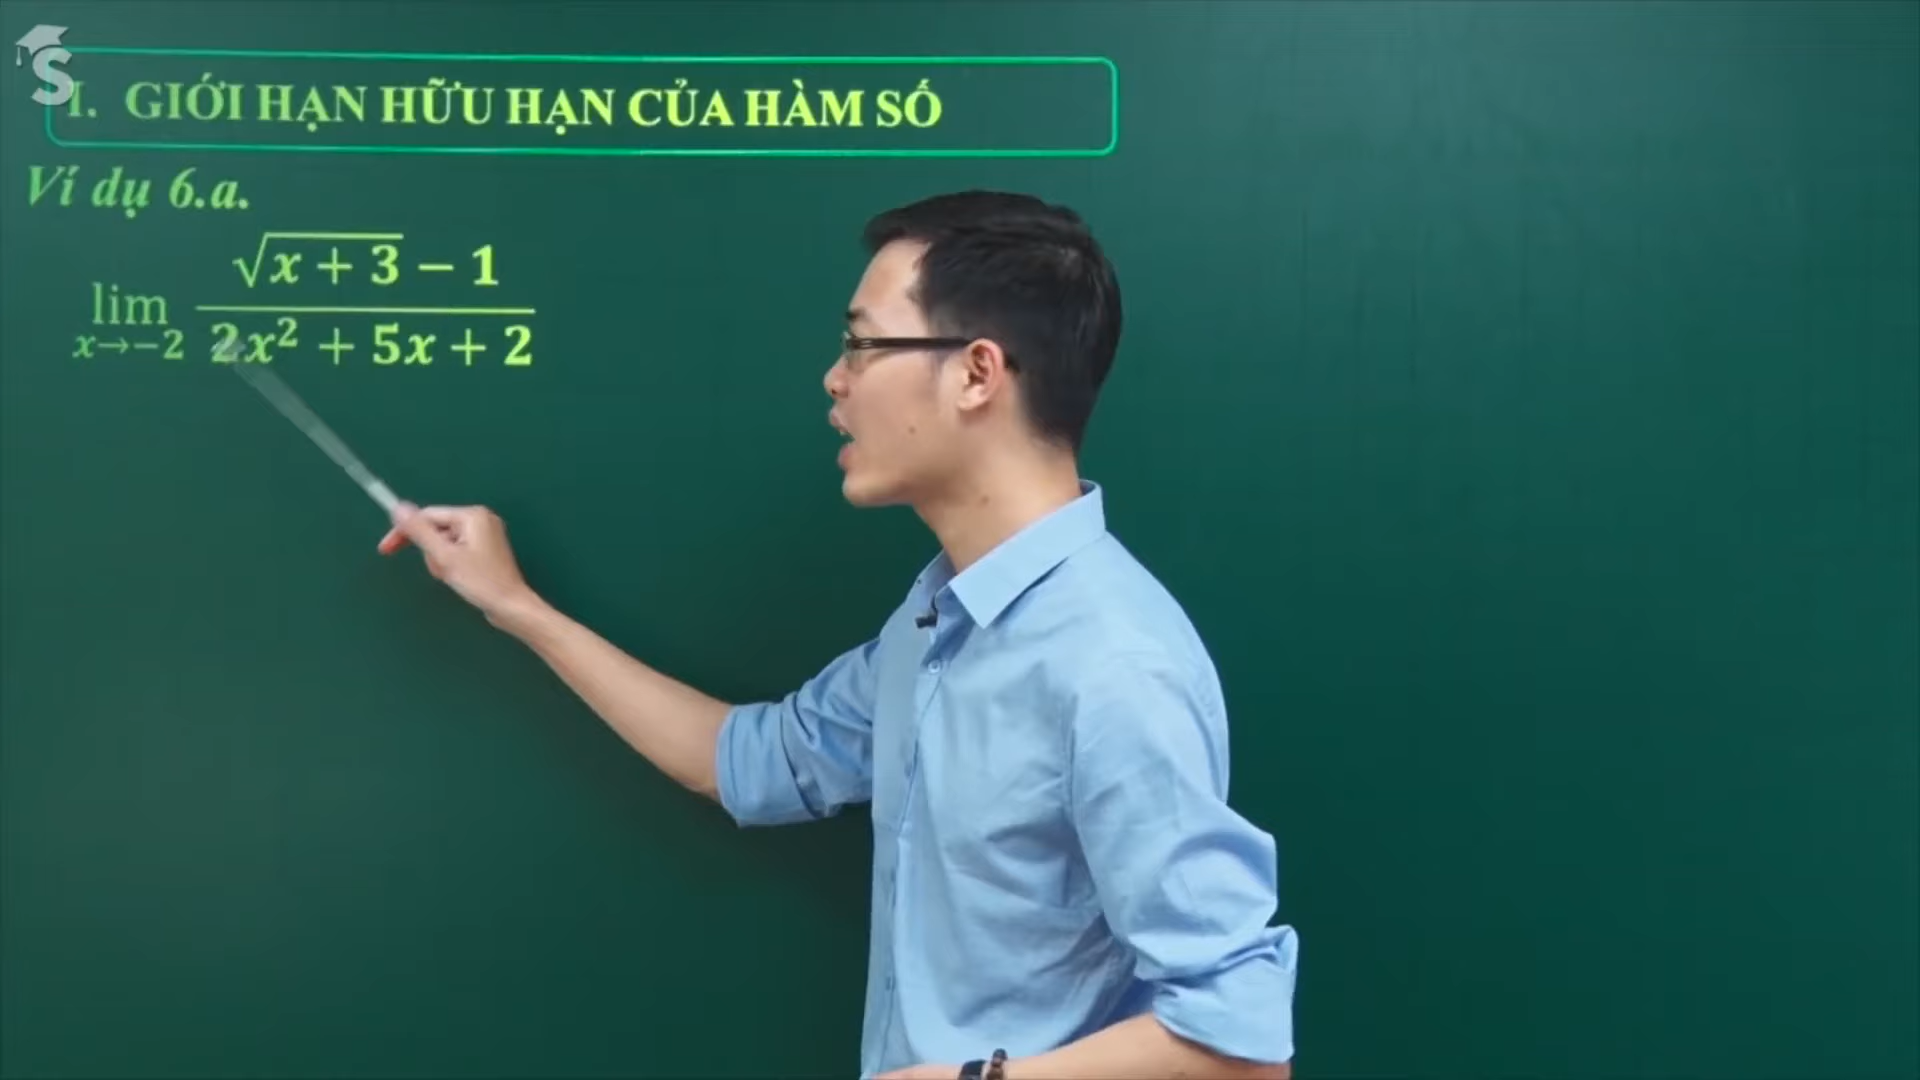 S
I. GIỚI HẠN HỮU HẠN CỦA HÀM SỐ
Ví dụ 6.a.
√x + 3 − 1
lim
x→−2 2x² + 5x + 2